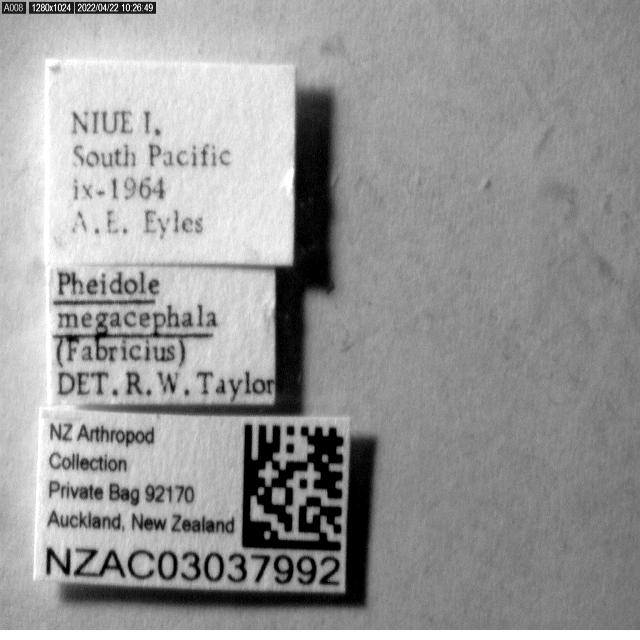 A008 1280x1024 2022/04/22 10:26:49
NIUE I.
South Pacific
ix-1964
A.E. Eyles
Pheidole
megacephala
(Fabricius)
DET. R. W. Taylor
NZ Arthropod
Collection
Private Bag 92170
Auckland, New Zealand
NZAC03037992